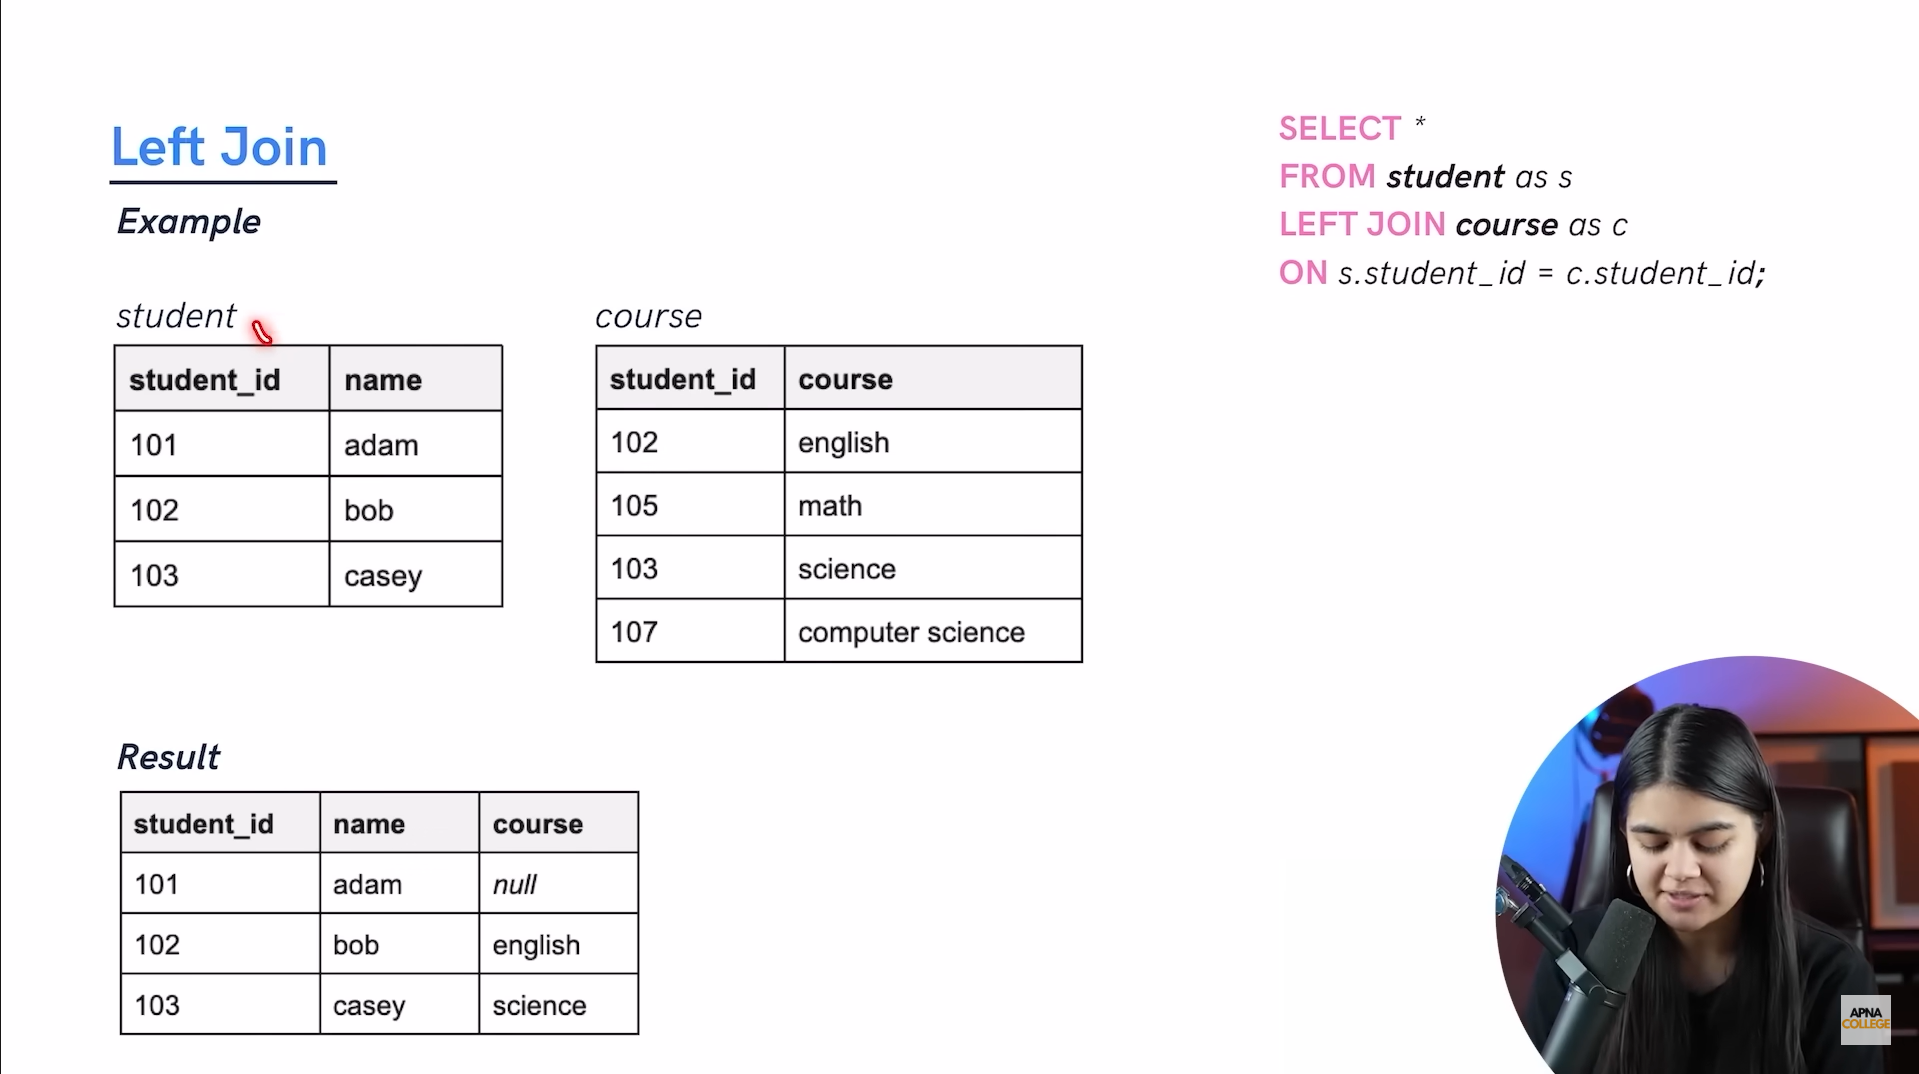 Left Join
Example
SELECT *
FROM student as s
LEFT JOIN course as c
ON s.student_id = c.student_id;
student
student_id name
101 adam
102 bob
103 casey
course
student_id course
102 english
105 math
103 science
107 computer science
Result
student_id name course
101 adam null
102 bob english
103 casey science
APNA
COLLEGE